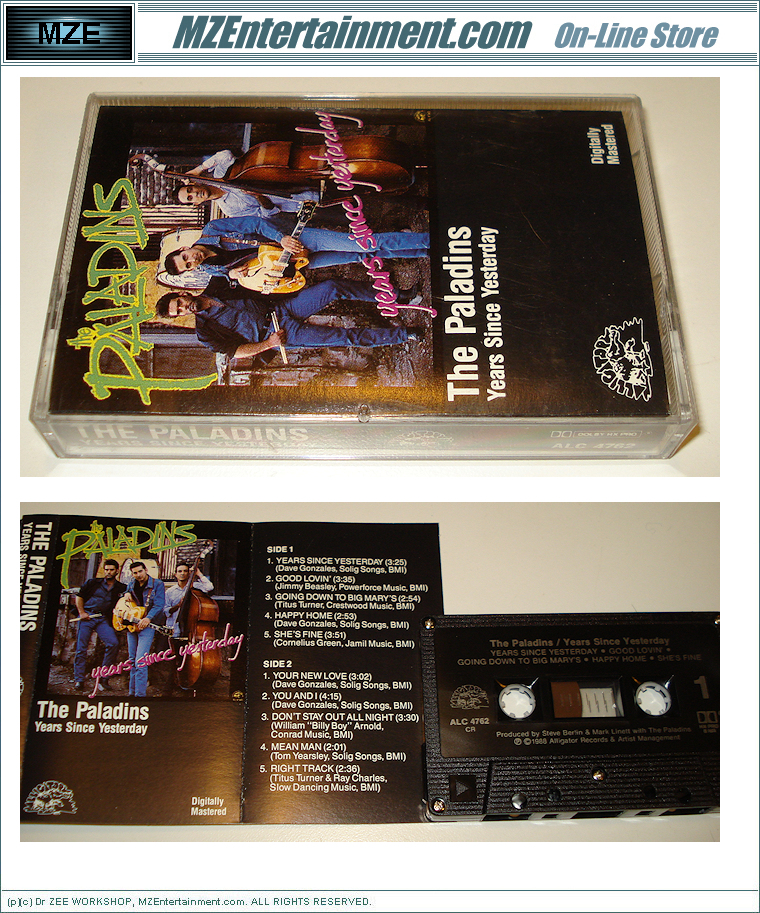 MZE
MZEntertainment.com On-Line Store
the
PALADINS
years since yesterday
The Paladins
Years Since Yesterday
Digitally
Mastered
THE PALADINS
YEARS SINCE YESTERDAY
DOLBY HX PRO
ALC 4762
THE PALADINS
YEARS SINCE
the
PALADINS
years since yesterday
The Paladins
Years Since Yesterday
Digitally
Mastered
SIDE 1
1. YEARS SINCE YESTERDAY (3:25)
(Dave Gonzales, Solig Songs, BMI)
2. GOOD LOVIN' (3:35)
(Jimmy Beasley, Powerforce Music, BMI)
3. GOING DOWN TO BIG MARY'S (2:54)
(Titus Turner, Crestwood Music, BMI)
4. HAPPY HOME (2:53)
(Dave Gonzales, Solig Songs, BMI)
5. SHE'S FINE (3:51)
(Cornelius Green, Jamil Music, BMI)
SIDE 2
1. YOUR NEW LOVE (3:02)
(Dave Gonzales, Solig Songs, BMI)
2. YOU AND I (4:15)
(Dave Gonzales, Solig Songs, BMI)
3. DON'T STAY OUT ALL NIGHT (3:30)
(William "Billy Boy" Arnold,
Conrad Music, BMI)
4. MEAN MAN (2:01)
(Tom Yearsley, Solig Songs, BMI)
5. RIGHT TRACK (2:36)
(Titus Turner & Ray Charles,
Slow Dancing Music, BMI)
The Paladins / Years Since Yesterday
YEARS SINCE YESTERDAY • GOOD LOVIN' •
GOING DOWN TO BIG MARY'S • HAPPY HOME • SHE'S FINE
1
ALC 4762
CR
Produced by Steve Berlin & Mark Linett with The Paladins
℗ ©1988 Alligator Records & Artist Management
(p)(c) Dr ZEE WORKSHOP, MZEntertainment.com. ALL RIGHTS RESERVED.